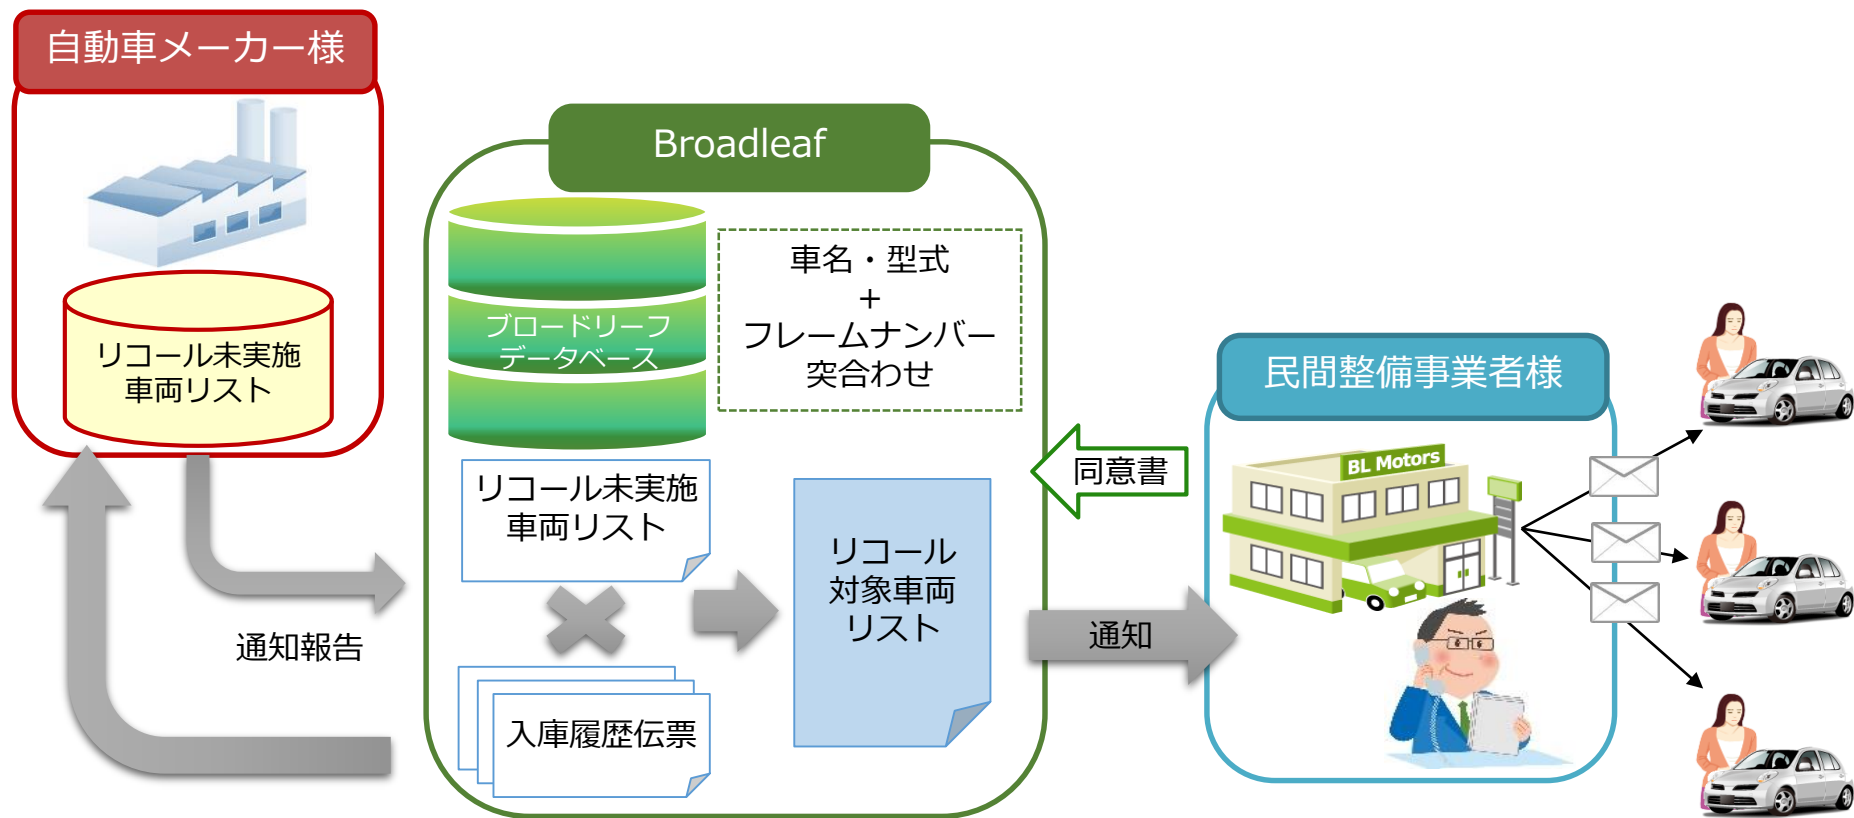 自動車メーカー様
リコール未実施
車両リスト
通知報告
Broadleaf
ブロードリーフ
データベース
車名・型式
+
フレームナンバー
突合わせ
リコール未実施
車両リスト
入庫履歴伝票
リコール
対象車両
リスト
同意書
通知
民間整備事業者様
BL Motors